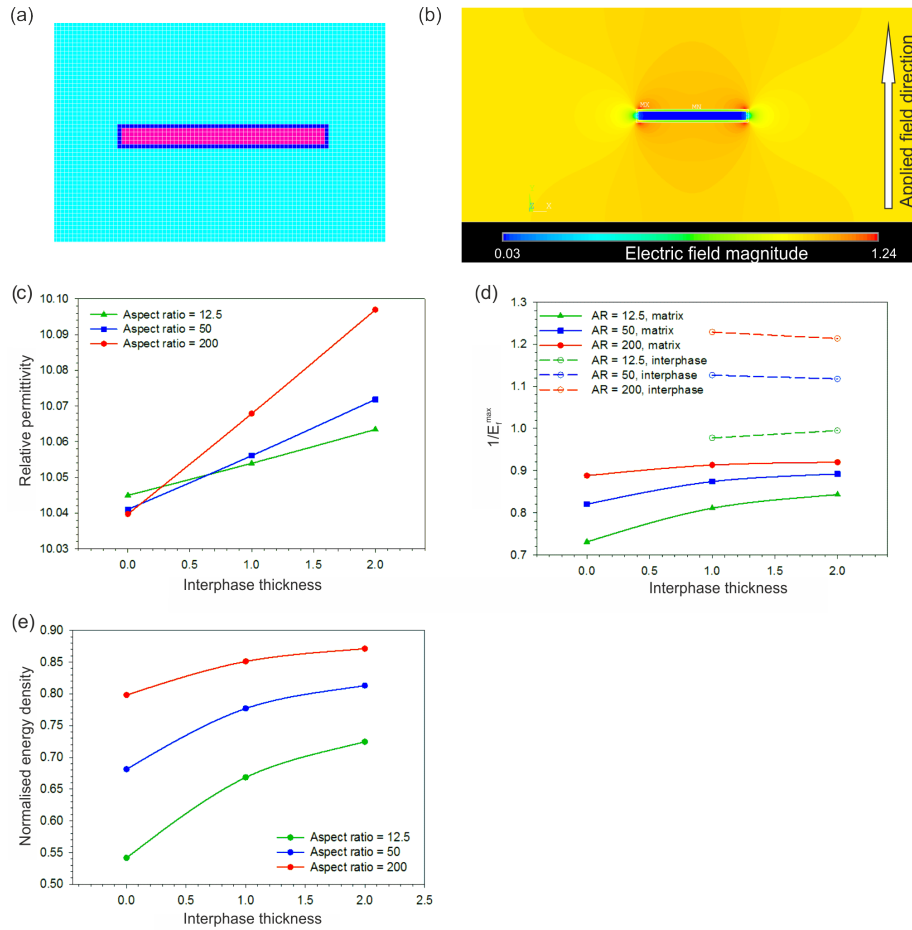 (a)
(b)
MX
MN
X
Applied field direction
0.03
Electric field magnitude
1.24
(c)
Relative permittivity
10.10
10.09
10.08
10.07
10.06
10.05
10.04
10.03
Aspect ratio = 12.5
Aspect ratio = 50
Aspect ratio = 200
0.0 0.5 1.0 1.5 2.0
Interphase thickness
(d)
1/E_f^max
1.3
1.2
1.1
1.0
0.9
0.8
0.7
AR = 12.5, matrix
AR = 50, matrix
AR = 200, matrix
AR = 12.5, interphase
AR = 50, interphase
AR = 200, interphase
0.0 0.5 1.0 1.5 2.0
Interphase thickness
(e)
Normalised energy density
0.90
0.85
0.80
0.75
0.70
0.65
0.60
0.55
0.50
Aspect ratio = 12.5
Aspect ratio = 50
Aspect ratio = 200
0.0 0.5 1.0 1.5 2.0 2.5
Interphase thickness